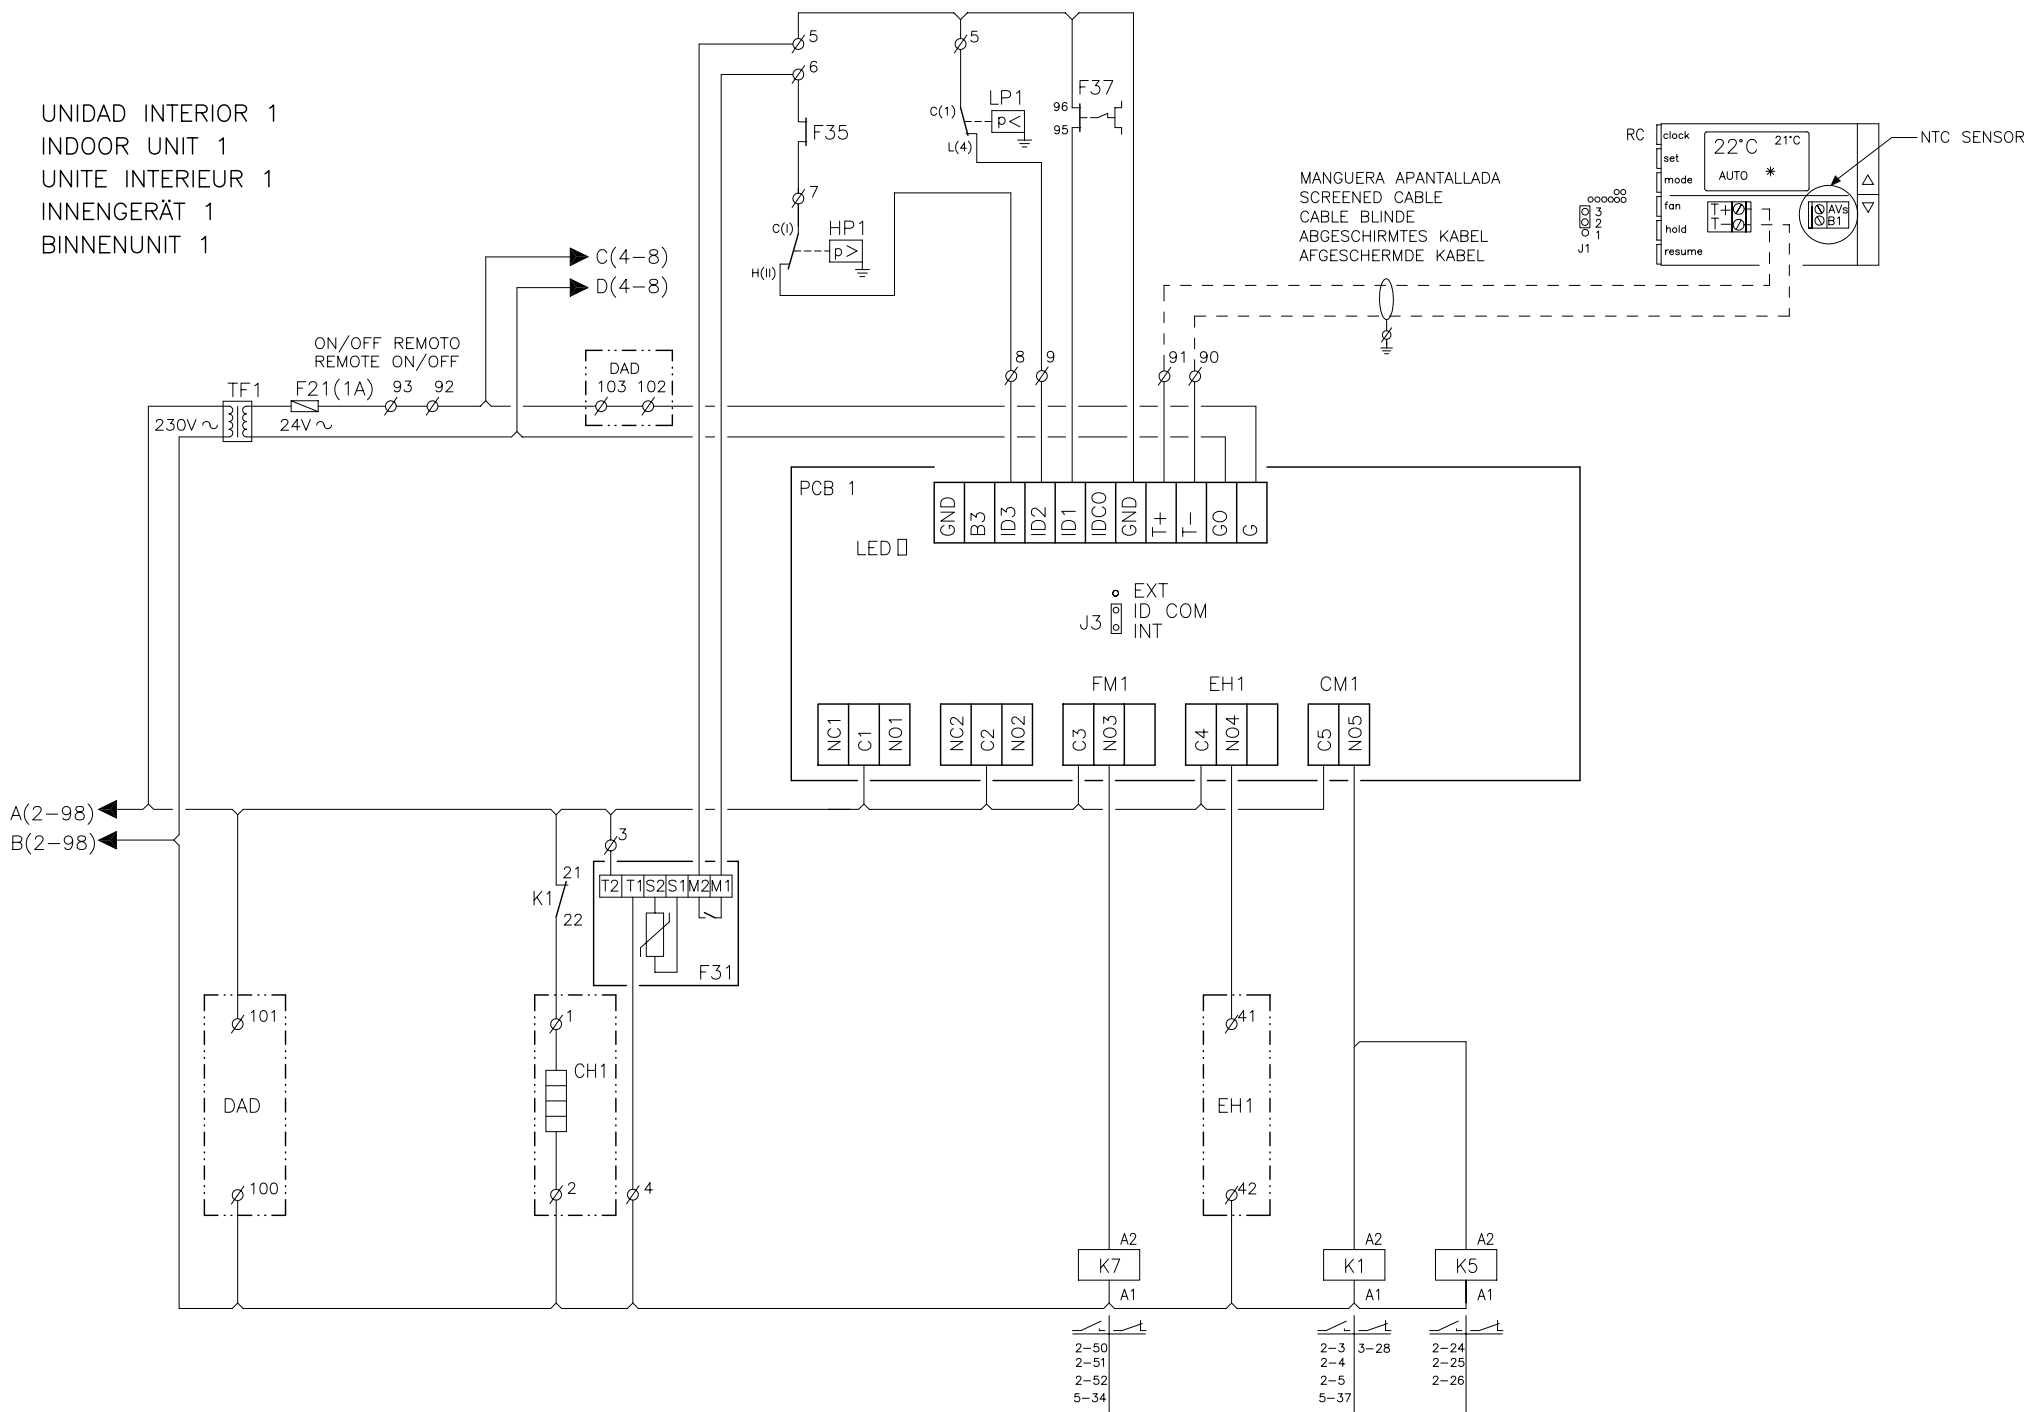 UNIDAD INTERIOR 1
INDOOR UNIT 1
UNITE INTERIEUR 1
INNENGERÄT 1
BINNENUNIT 1
5
5
6
F35
7
C(I)
HP1
p>
H(II)
C(1)
LP1
p<
L(4)
F37
96
95
RC
clock
set
mode
fan
hold
resume
22°C
21°C
AUTO
*
T+
T-
AVs
B1
NTC SENSOR
3
2
1
J1
MANGUERA APANTALLADA
SCREENED CABLE
CABLE BLINDE
ABGESCHIRMTES KABEL
AFGESCHERMDE KABEL
C(4-8)
D(4-8)
ON/OFF REMOTO
REMOTE ON/OFF
TF1
F21(1A)
93
92
230V ~
24V ~
DAD
103
102
8
9
91
90
PCB 1
GND
B3
ID3
ID2
ID1
IDCO
GND
T+
T-
GO
G
LED
EXT
J3
ID COM
INT
FM1
EH1
CM1
NC1
C1
NO1
NC2
C2
NO2
C3
NO3
C4
NO4
C5
NO5
A(2-98)
B(2-98)
3
T2
T1
S2
S1
M2
M1
F31
21
K1
22
101
DAD
100
1
CH1
2
4
41
EH1
42
A2
K7
A1
A2
K1
A1
A2
K5
A1
2-50
2-51
2-52
5-34
2-3
3-28
2-4
2-5
5-37
2-24
2-25
2-26